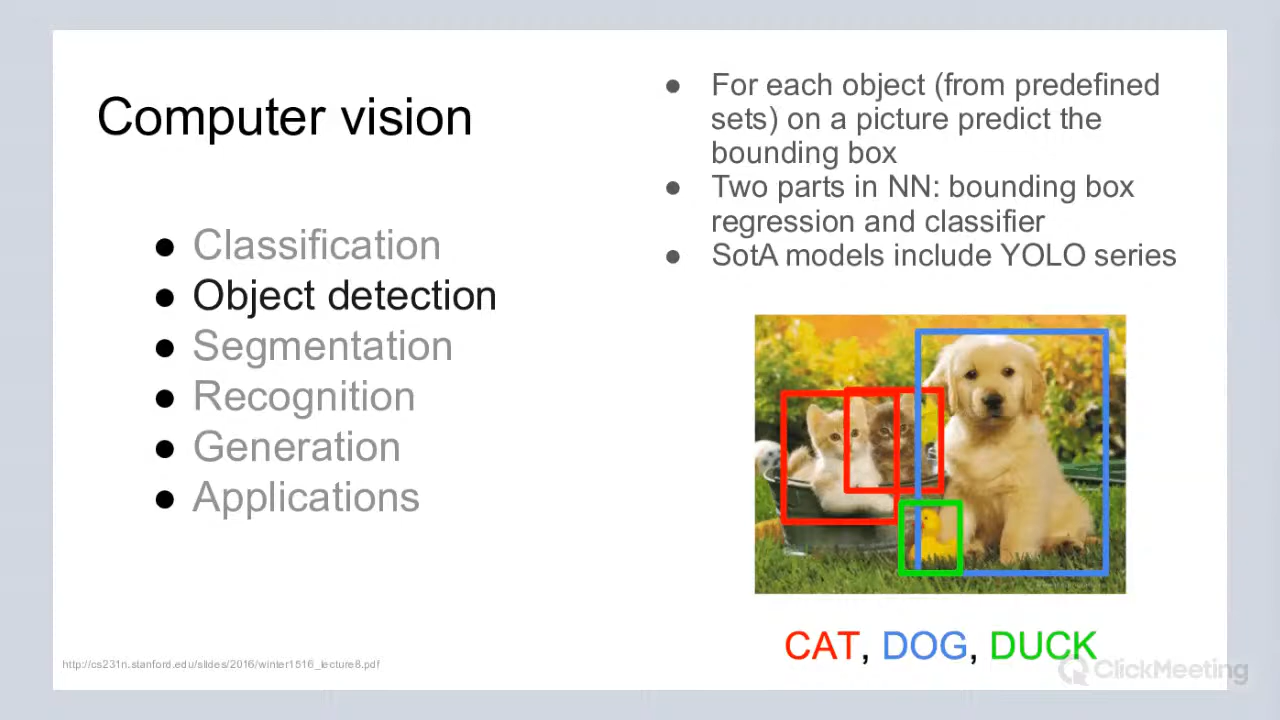 Computer vision
● Classification
● Object detection
● Segmentation
● Recognition
● Generation
● Applications
● For each object (from predefined
sets) on a picture predict the
bounding box
● Two parts in NN: bounding box
regression and classifier
● SotA models include YOLO series
CAT, DOG, DUCK
http://cs231n.stanford.edu/slides/2016/winter1516_lecture8.pdf
ClickMeeting